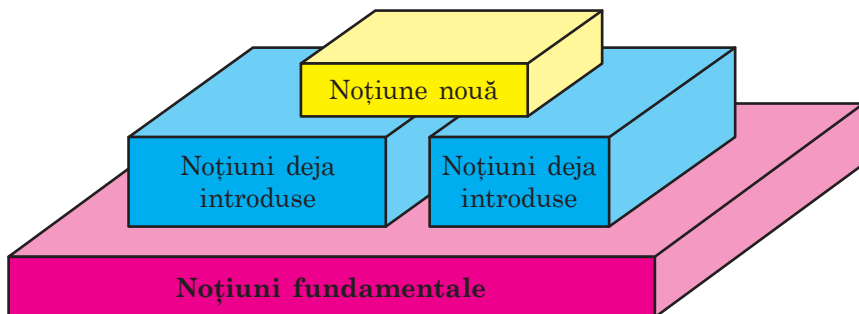 Noțiune nouă
Noțiuni deja
introduse
Noțiuni deja
introduse
Noțiuni fundamentale